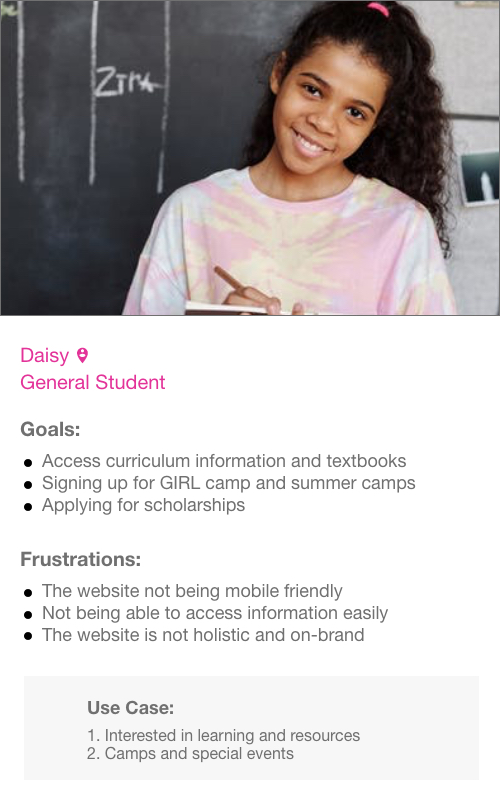 Daisy
General Student
Goals:
Access curriculum information and textbooks
Signing up for GIRL camp and summer camps
Applying for scholarships
Frustrations:
The website not being mobile friendly
Not being able to access information easily
The website is not holistic and on-brand
Use Case:
1. Interested in learning and resources
2. Camps and special events